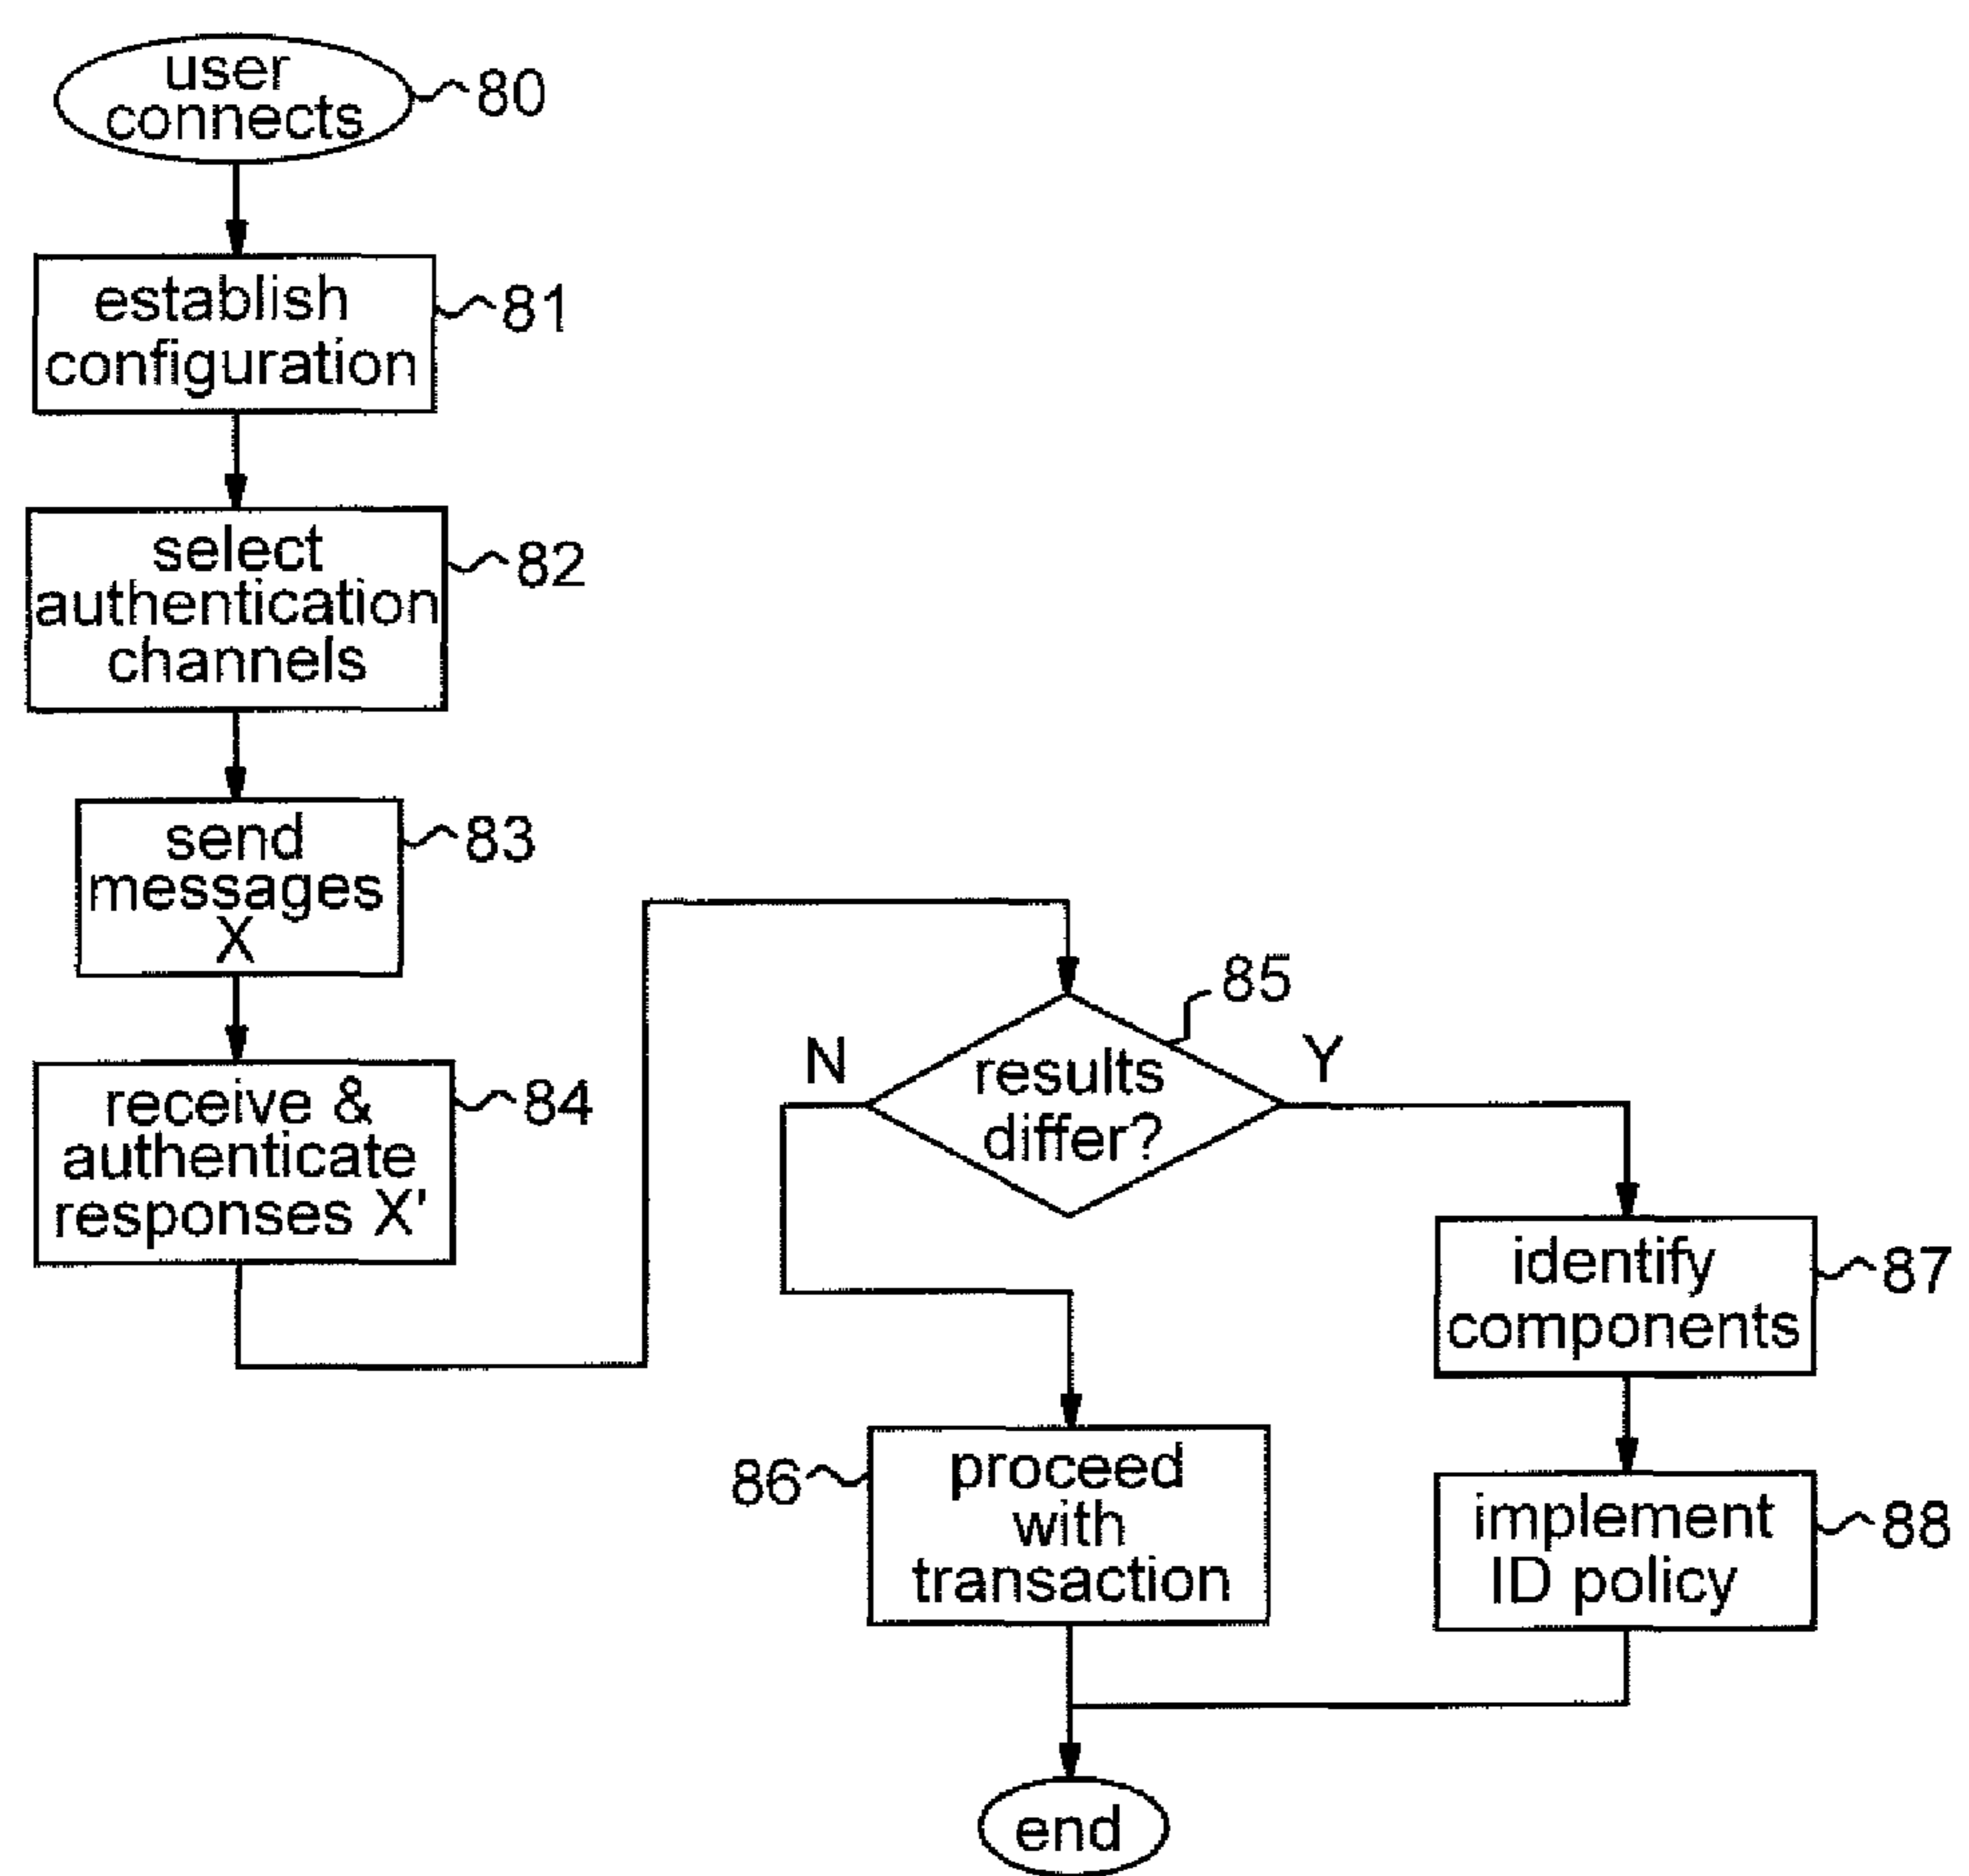 user
connects
80
establish
configuration
81
select
authentication
channels
82
send
messages
X
83
receive &
authenticate
responses X'
84
85
N
results
differ?
Y
identify
components
87
86
proceed
with
transaction
implement
ID policy
88
end